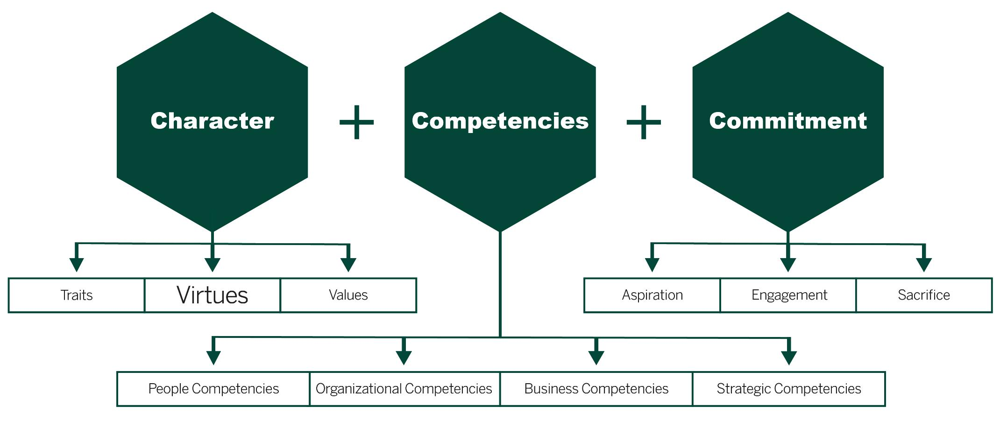 Character + Competencies + Commitment
Traits Virtues Values
Aspiration Engagement Sacrifice
People Competencies Organizational Competencies Business Competencies Strategic Competencies